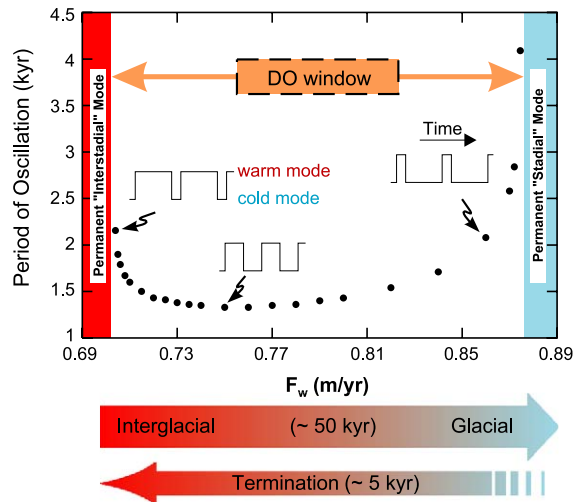 4.5
4
3.5
3
2.5
2
1.5
1
Period of Oscillation (kyr)
Permanent "Interstadial" Mode
DO window
Permanent "Stadial" Mode
Time
warm mode
cold mode
0.69
0.73
0.77
0.81
0.85
0.89
Fw (m/yr)
Interglacial (~ 50 kyr) Glacial
Termination (~ 5 kyr)